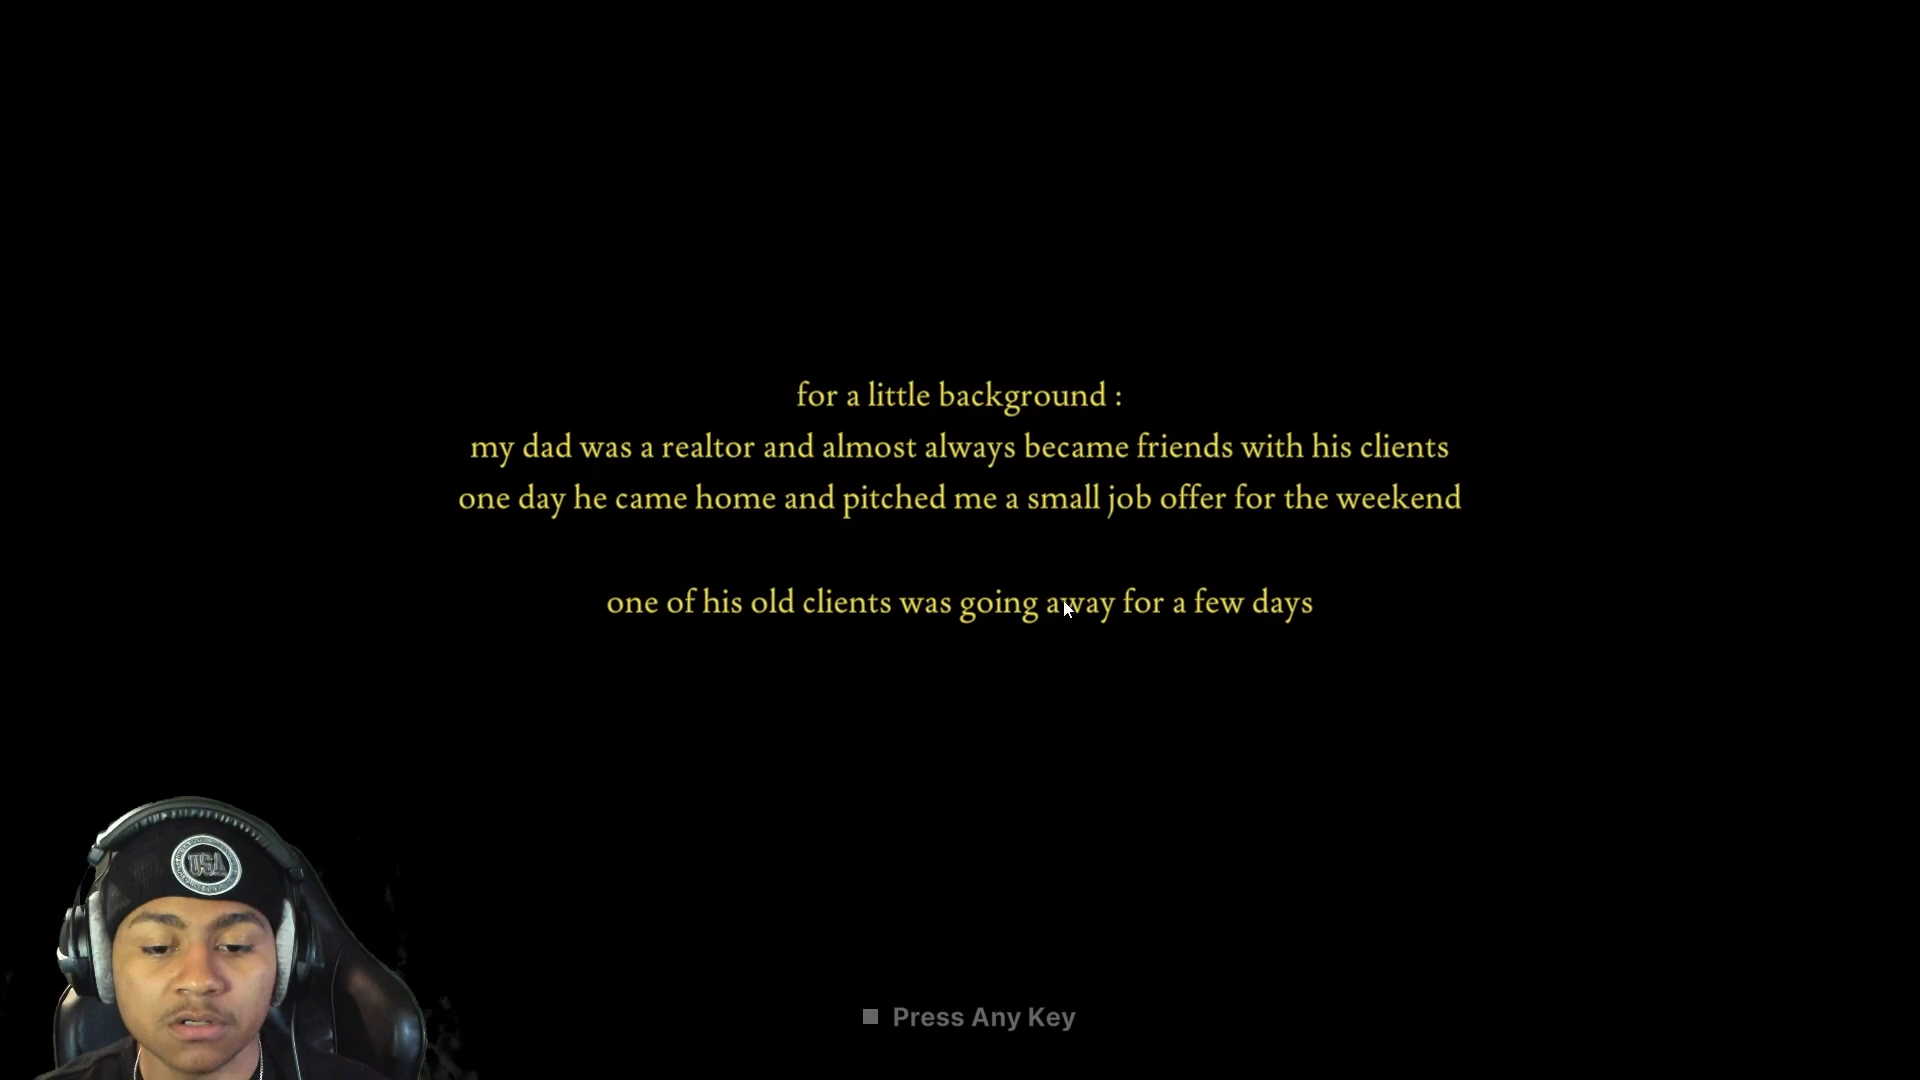 for a little background :
my dad was a realtor and almost always became friends with his clients
one day he came home and pitched me a small job offer for the weekend
one of his old clients was going away for a few days
USA
Press Any Key